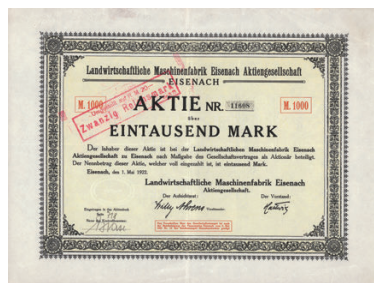 Landwirtschaftliche Maschinenfabrik Eisenach Aktiengesellschaft
EISENACH
M. 1000
AKTIE NR. 11608
M. 1000
Zwanzig Reichsmark
über
EINTAUSEND MARK
Der Inhaber dieser Aktie ist bei der Landwirtschaftliche Maschinenfabrik Eisenach
Aktiengesellschaft zu Eisenach nach Maßgabe des Gesellschaftsvertrages als Aktionär beteiligt.
Der Nennbetrag dieser Aktie, welcher voll eingezahlt ist, ist eintausend Mark.
Eisenach, den 1. Mai 1922.
Landwirtschaftliche Maschinenfabrik Eisenach
Aktiengesellschaft.
Der Aufsichtsrat:
Der Vorstand: